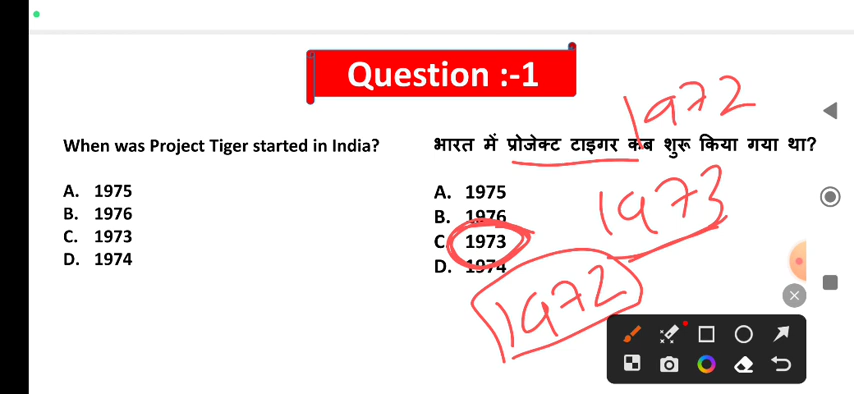 Question :-1
1972
When was Project Tiger started in India?
A. 1975
B. 1976
C. 1973
D. 1974
भारत में प्रोजेक्ट टाइगर कब शुरू किया गया था?
A. 1975
B. 1976
C. 1973
D. 1974
1973
1972